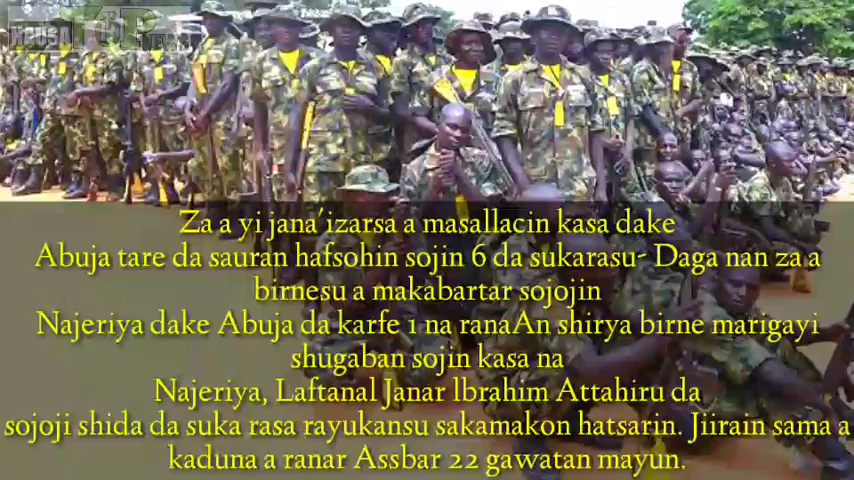 HAUSA TOP
Za a yi jana'izarsa a masallacin kasa dake
Abuja tare da sauran hafsohin sojin 6 da sukarasu- Daga nan za a
birnesu a makabartar sojojin
Najeriya dake Abuja da karfe 1 na ranaAn shirya birne marigayi
shugaban sojin kasa na
Najeriya, Laftanal Janar lbrahim Attahiru da
sojoji shida da suka rasa rayukansu sakamakon hatsarin. Jiirain sama a
kaduna a ranar Assbar 22 gawatan mayun.